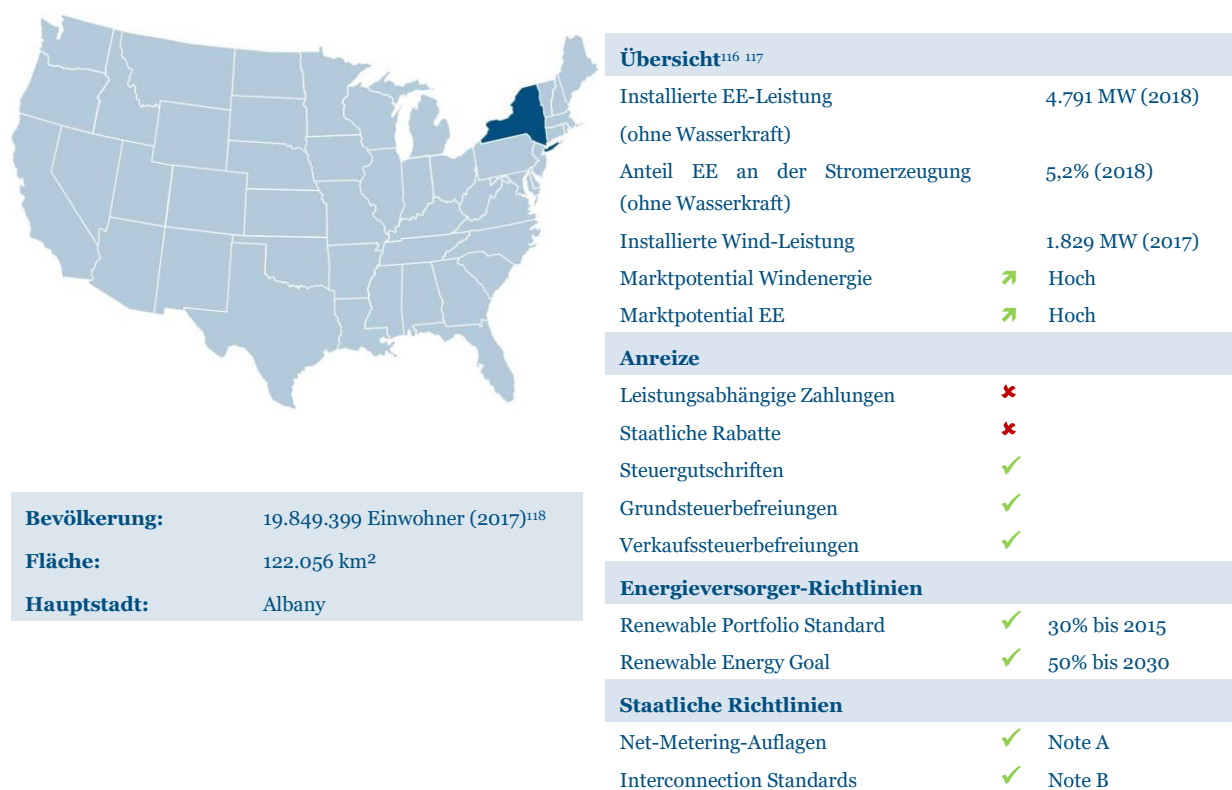 Übersicht116 117
Installierte EE-Leistung 4.791 MW (2018)
(ohne Wasserkraft)
Anteil EE an der Stromerzeugung 5,2% (2018)
(ohne Wasserkraft)
Installierte Wind-Leistung 1.829 MW (2017)
Marktpotential Windenergie Hoch
Marktpotential EE Hoch
Anreize
Leistungsabhängige Zahlungen
Staatliche Rabatte
Steuergutschriften
Grundsteuerbefreiungen
Verkaufssteuerbefreiungen
Energieversorger-Richtlinien
Renewable Portfolio Standard 30% bis 2015
Renewable Energy Goal 50% bis 2030
Staatliche Richtlinien
Net-Metering-Auflagen Note A
Interconnection Standards Note B
Bevölkerung: 19.849.399 Einwohner (2017)118
Fläche: 122.056 km²
Hauptstadt: Albany